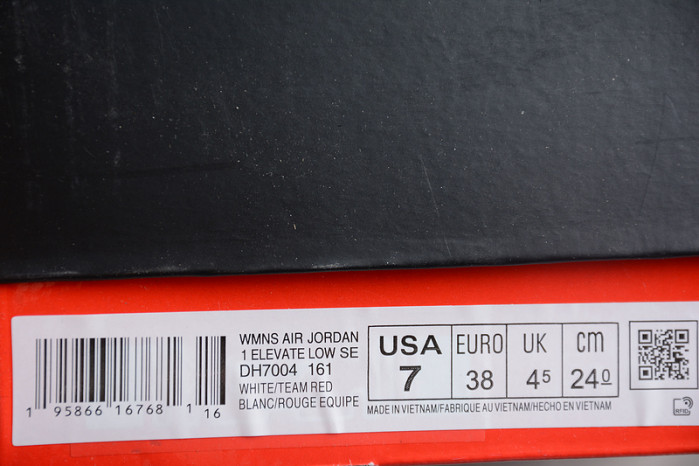 WMNS AIR JORDAN
1 ELEVATE LOW SE
DH7004 161
WHITE/TEAM RED
BLANC/ROUGE EQUIPE
1 95866 16768 1 16
USA EURO UK cm
7 38 4⁵ 24⁰
MADE IN VIETNAM/FABRIQUE AU VIETNAM/HECHO EN VIETNAM
RFID